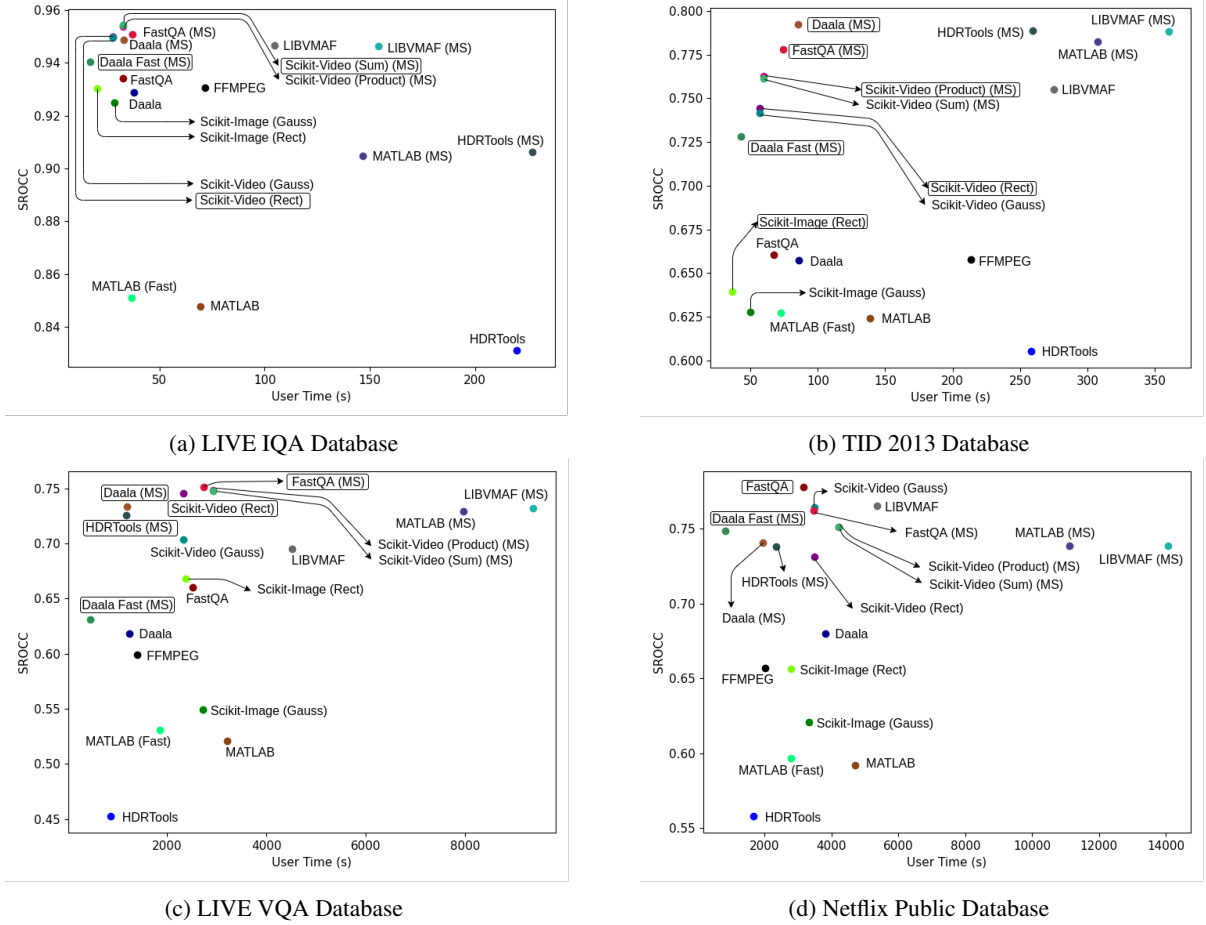 0.96
0.94
0.92
0.90
0.88
0.86
0.84
SROCC
50
100
150
200
User Time (s)
FastQA (MS)
Daala (MS)
LIBVMAF
LIBVMAF (MS)
Daala Fast (MS)
Scikit-Video (Sum) (MS)
Scikit-Video (Product) (MS)
FastQA
FFMPEG
Daala
Scikit-Image (Gauss)
Scikit-Image (Rect)
HDRTools (MS)
MATLAB (MS)
Scikit-Video (Gauss)
Scikit-Video (Rect)
MATLAB (Fast)
MATLAB
HDRTools
(a) LIVE IQA Database
0.800
0.775
0.750
0.725
0.700
0.675
0.650
0.625
0.600
SROCC
50
100
150
200
250
300
350
User Time (s)
Daala (MS)
LIBVMAF (MS)
HDRTools (MS)
FastQA (MS)
MATLAB (MS)
Scikit-Video (Product) (MS)
LIBVMAF
Scikit-Video (Sum) (MS)
Daala Fast (MS)
Scikit-Video (Rect)
Scikit-Video (Gauss)
Scikit-Image (Rect)
FastQA
Daala
FFMPEG
Scikit-Image (Gauss)
MATLAB (Fast)
MATLAB
HDRTools
(b) TID 2013 Database
0.75
0.70
0.65
0.60
0.55
0.50
0.45
SROCC
2000
4000
6000
8000
User Time (s)
FastQA (MS)
Daala (MS)
LIBVMAF (MS)
Scikit-Video (Rect)
MATLAB (MS)
HDRTools (MS)
Scikit-Video (Gauss)
LIBVMAF
Scikit-Video (Product) (MS)
Scikit-Video (Sum) (MS)
Scikit-Image (Rect)
FastQA
Daala Fast (MS)
Daala
FFMPEG
Scikit-Image (Gauss)
MATLAB (Fast)
MATLAB
HDRTools
(c) LIVE VQA Database
0.75
0.70
0.65
0.60
0.55
SROCC
2000
4000
6000
8000
10000
12000
14000
User Time (s)
FastQA
Scikit-Video (Gauss)
LIBVMAF
Daala Fast (MS)
FastQA (MS)
MATLAB (MS)
LIBVMAF (MS)
Scikit-Video (Product) (MS)
HDRTools (MS)
Scikit-Video (Sum) (MS)
Scikit-Video (Rect)
Daala (MS)
Daala
FFMPEG
Scikit-Image (Rect)
Scikit-Image (Gauss)
MATLAB (Fast)
MATLAB
HDRTools
(d) Netflix Public Database